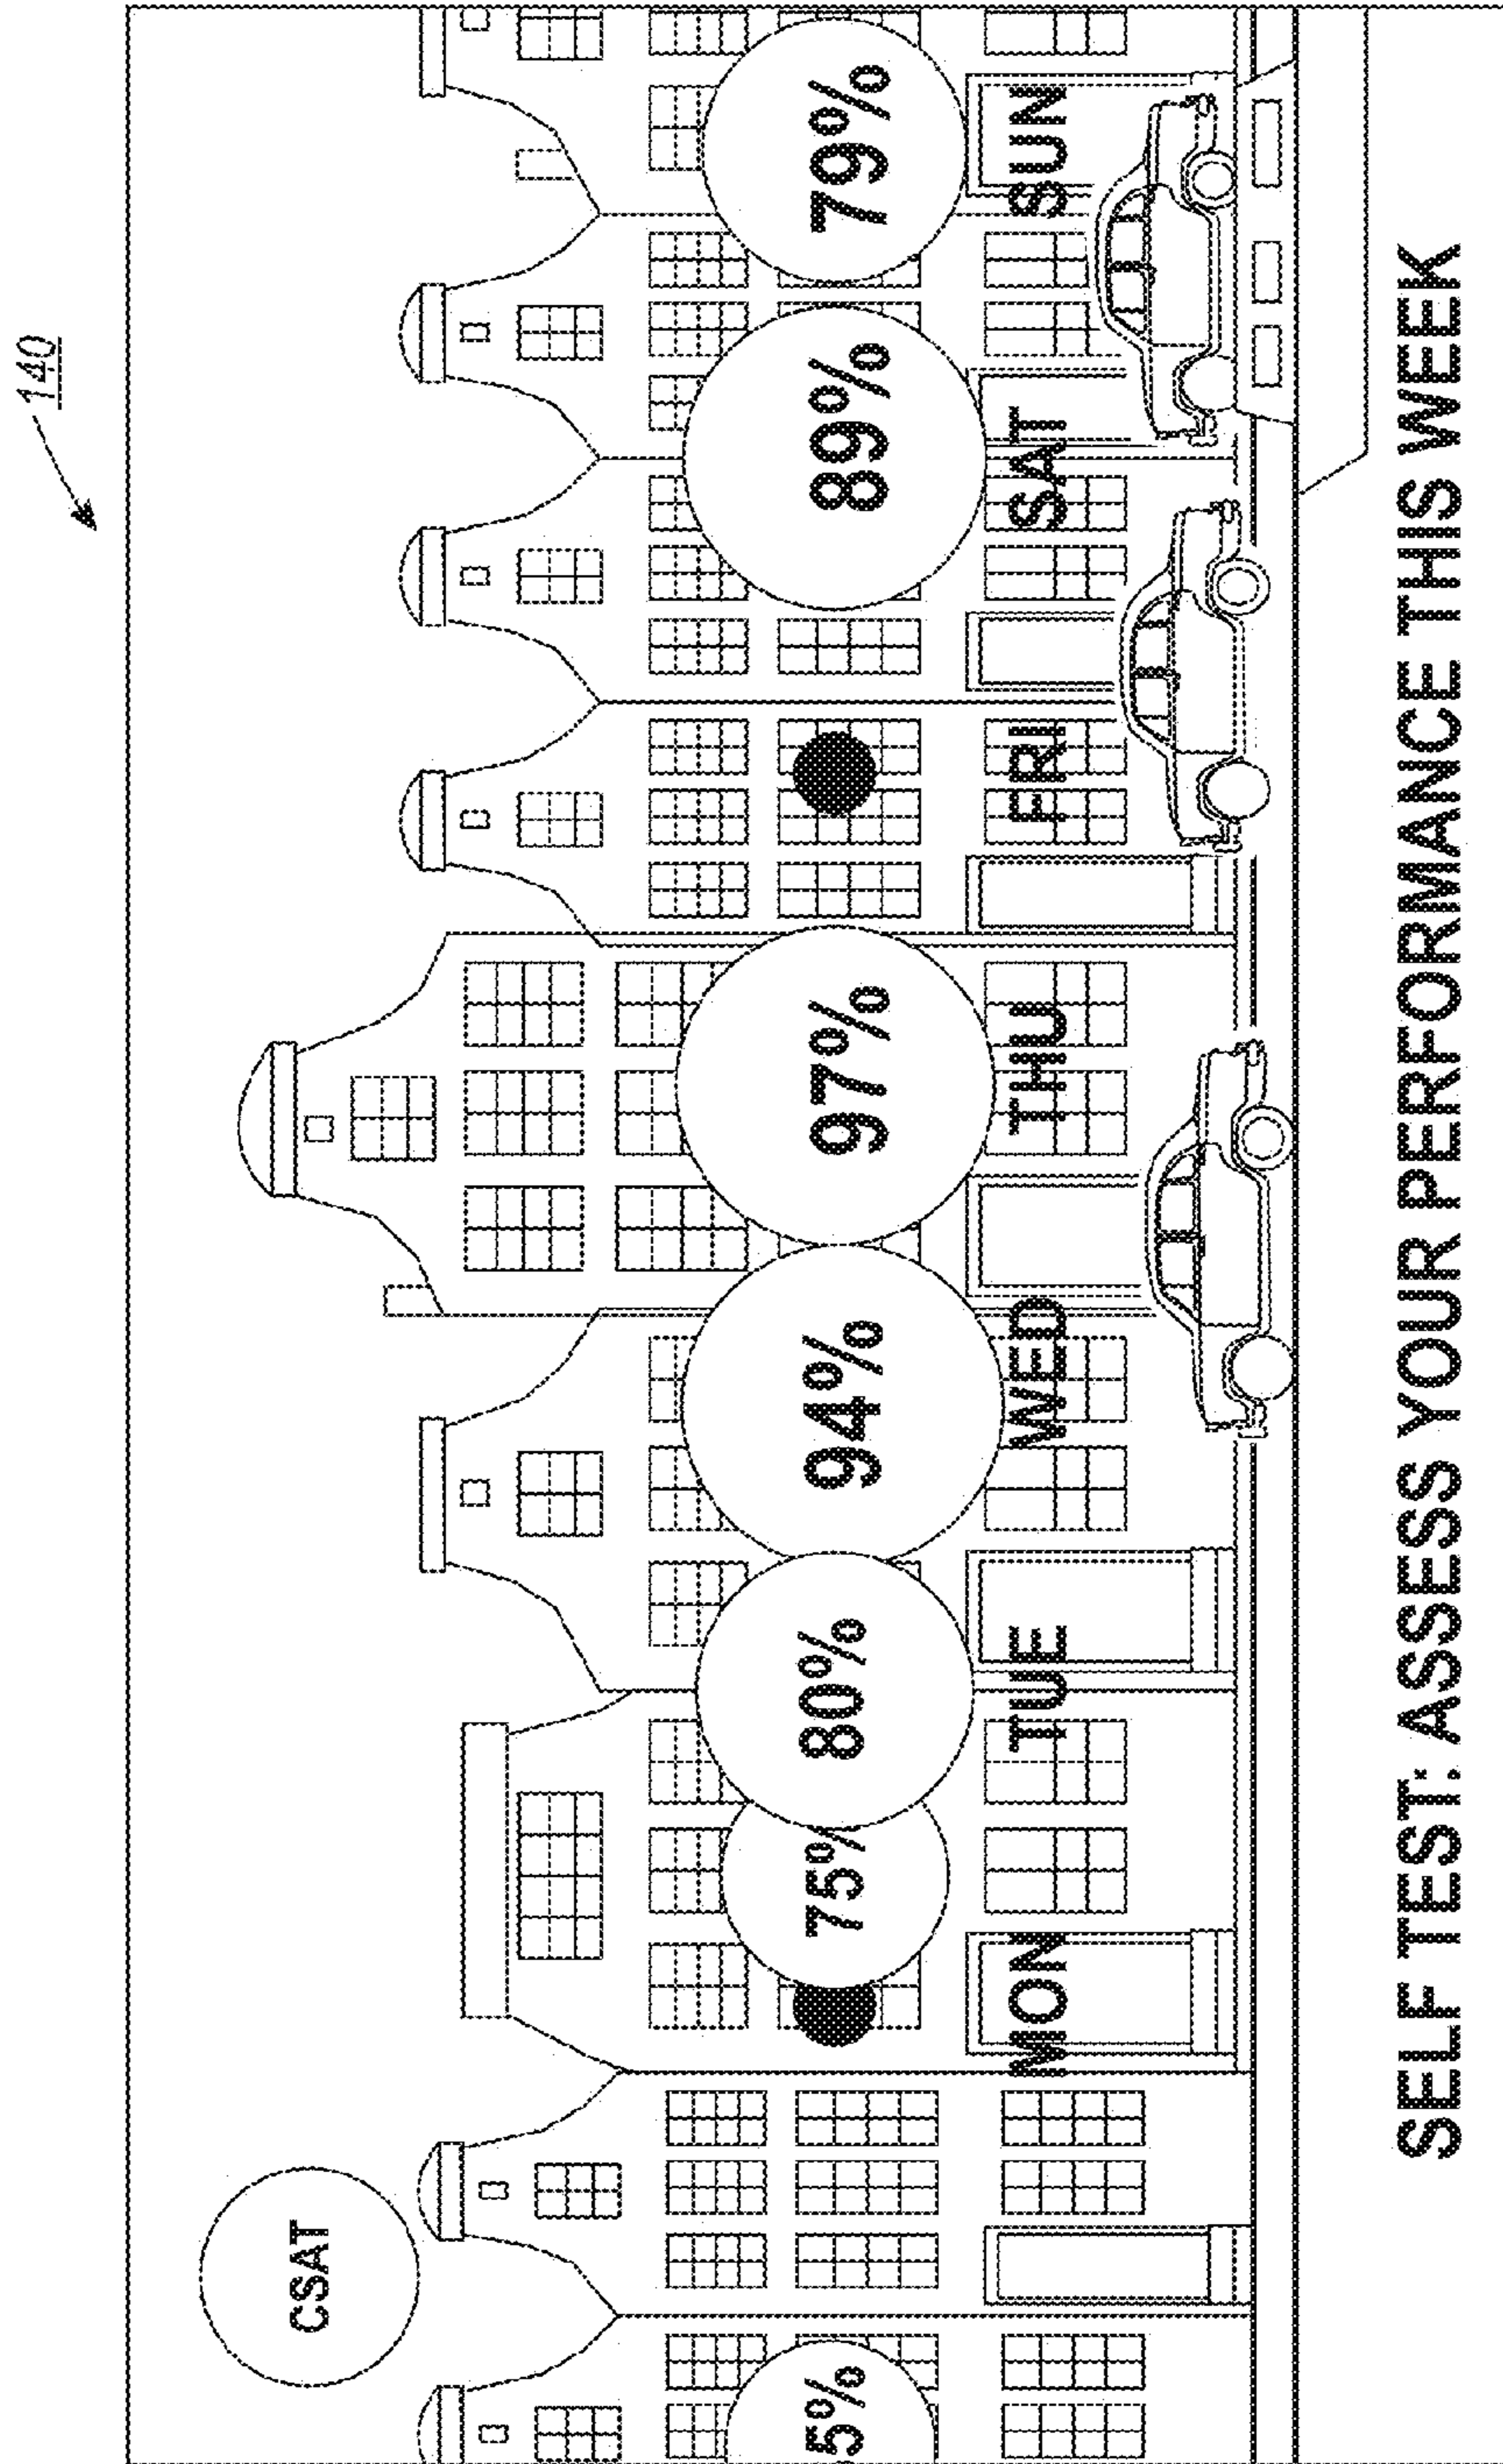 140
CSAT
5% 75% 80% 94% 97% 89% 79%
MON TUE WED THU FRI SAT SUN
SELF TEST: ASSESS YOUR PERFORMANCE THIS WEEK